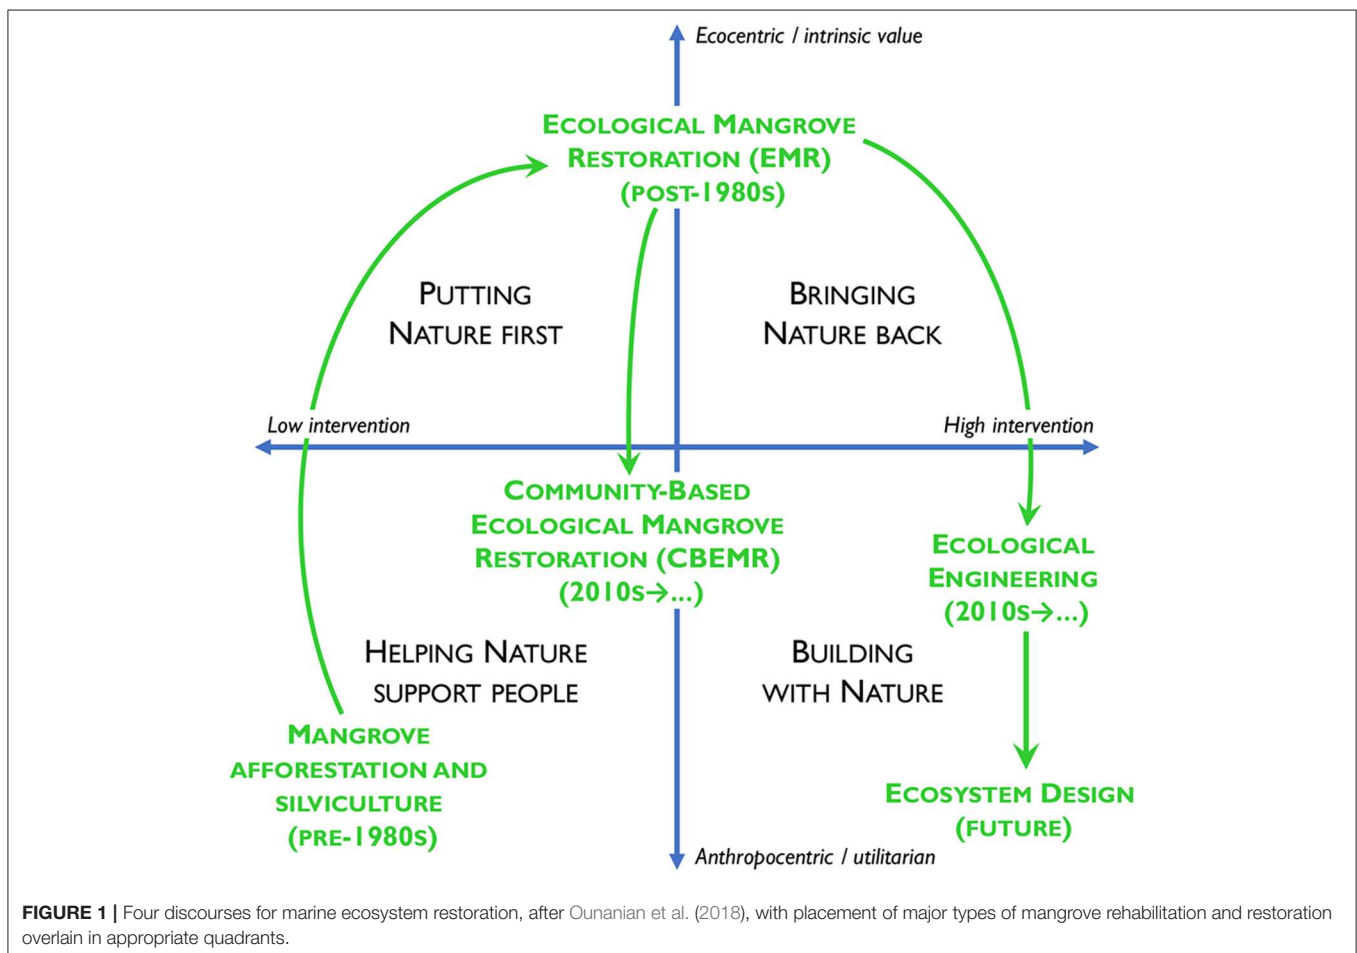 Ecocentric / intrinsic value
ECOLOGICAL MANGROVE
RESTORATION (EMR)
(POST-1980S)
PUTTING
NATURE FIRST
BRINGING
NATURE BACK
Low intervention
High intervention
COMMUNITY-BASED
ECOLOGICAL MANGROVE
RESTORATION (CBEMR)
(2010S→...)
ECOLOGICAL
ENGINEERING
(2010S→...)
HELPING NATURE
SUPPORT PEOPLE
BUILDING
WITH NATURE
MANGROVE
AFFORESTATION AND
SILVICULTURE
(PRE-1980S)
ECOSYSTEM DESIGN
(FUTURE)
Anthropocentric / utilitarian
FIGURE 1 | Four discourses for marine ecosystem restoration, after Ounanian et al. (2018), with placement of major types of mangrove rehabilitation and restoration
overlain in appropriate quadrants.